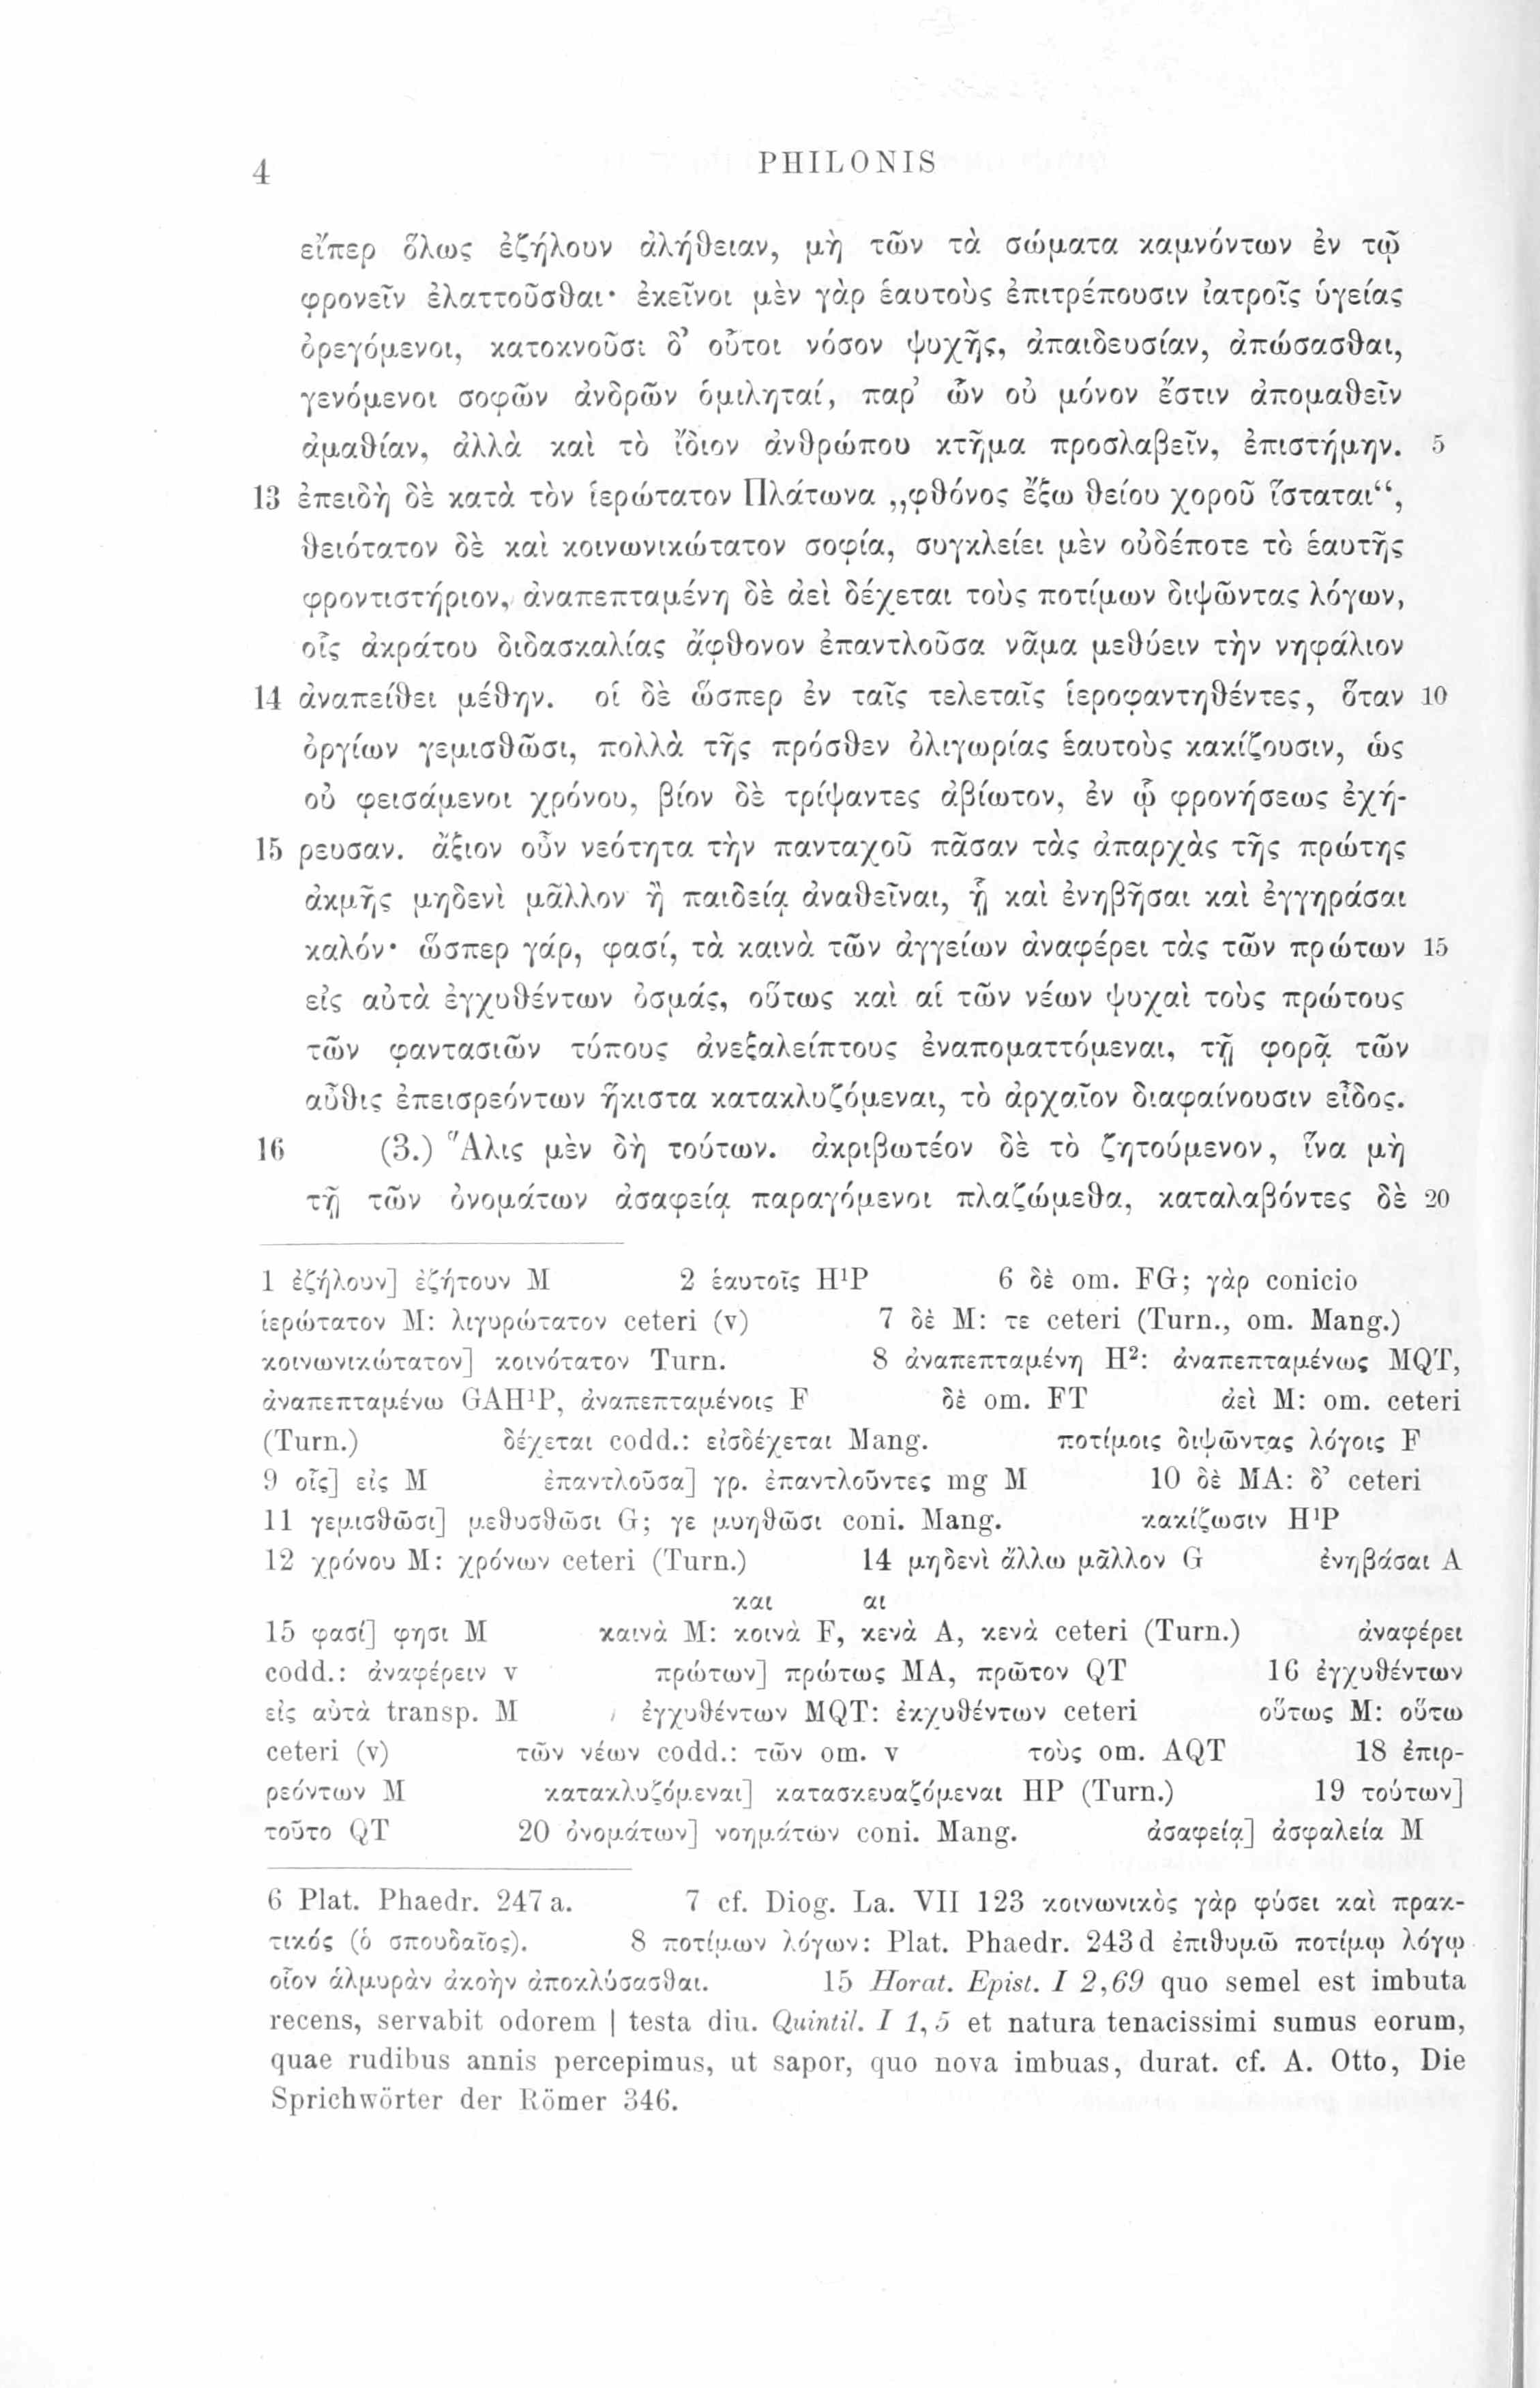 4
PHILONIS
εἴπερ ὅλως ἐζήλουν ἀλήθειαν, μὴ τῶν τὰ σώματα καμνόντων ἐν τῷ
φρονεῖν ἐλαττοῦσθαι· ἐκεῖνοι μὲν γὰρ ἑαυτοὺς ἐπιτρέπουσιν ἰατροῖς ὑγείας
ὀρεγόμενοι, κατοκνοῦσι δ’ οὗτοι νόσον ψυχῆς, ἀπαιδευσίαν, ἀπώσασθαι,
γενόμενοι σοφῶν ἀνδρῶν ὁμιληταί, παρ’ ὧν οὐ μόνον ἔστιν ἀπομαθεῖν
ἀμαθίαν, ἀλλὰ καὶ τὸ ἴδιον ἀνθρώπου κτῆμα προσλαβεῖν, ἐπιστήμην. 5
13 ἐπειδὴ δὲ κατὰ τὸν ἱερώτατον Πλάτωνα „φθόνος ἔξω θείου χοροῦ ἵσταται“,
θειότατον δὲ καὶ κοινωνικώτατον σοφία, συγκλείει μὲν οὐδέποτε τὸ ἑαυτῆς
φροντιστήριον, ἀναπεπταμένη δὲ ἀεὶ δέχεται τοὺς ποτίμων διψῶντας λόγων,
οἷς ἀκράτου διδασκαλίας ἄφθονον ἐπαντλοῦσα νᾶμα μεθύειν τὴν νηφάλιον
14 ἀναπείθει μέθην. οἱ δὲ ὥσπερ ἐν ταῖς τελεταῖς ἱεροφαντηθέντες, ὅταν 10
ὀργίων γεμισθῶσι, πολλὰ τῆς πρόσθεν ὀλιγωρίας ἑαυτοὺς κακίζουσιν, ὡς
οὐ φεισάμενοι χρόνου, βίον δὲ τρίψαντες ἀβίωτον, ἐν ᾧ φρονήσεως ἐχή-
15 ρευσαν. ἄξιον οὖν νεότητα τὴν πανταχοῦ πᾶσαν τὰς ἀπαρχὰς τῆς πρώτης
ἀκμῆς μηδενὶ μᾶλλον ἢ παιδείᾳ ἀναθεῖναι, ᾗ καὶ ἐνηβῆσαι καὶ ἐγγηράσαι
καλόν· ὥσπερ γάρ, φασί, τὰ καινὰ τῶν ἀγγείων ἀναφέρει τὰς τῶν πρώτων 15
εἰς αὐτὰ ἐγχυθέντων ὀσμάς, οὕτως καὶ αἱ τῶν νέων ψυχαὶ τοὺς πρώτους
τῶν φαντασιῶν τύπους ἀνεξαλείπτους ἐναποματτόμεναι, τῇ φορᾷ τῶν
αὖθις ἐπεισρεόντων ἥκιστα κατακλυζόμεναι, τὸ ἀρχαῖον διαφαίνουσιν εἶδος.
16 (3.) Ἅλις μὲν δὴ τούτων. ἀκριβωτέον δὲ τὸ ζητούμενον, ἵνα μὴ
τῇ τῶν ὀνομάτων ἀσαφείᾳ παραγόμενοι πλαζώμεθα, καταλαβόντες δὲ 20
1 ἐζήλουν] ἐζήτουν M 2 ἑαυτοῖς H¹P 6 δὲ om. FG; γὰρ conicio
ἱερώτατον M: λιγυρώτατον ceteri (v) 7 δὲ M: τε ceteri (Turn., om. Mang.)
κοινωνικώτατον] κοινότατον Turn. 8 ἀναπεπταμένη H²: ἀναπεπταμένως MQT,
ἀναπεπταμένω GAH¹P, ἀναπεπταμένοις F δὲ om. FT ἀεὶ M: om. ceteri
(Turn.) δέχεται codd.: εἰσδέχεται Mang. ποτίμοις διψῶντας λόγοις F
9 οἷς] εἰς M ἐπαντλοῦσα] γρ. ἐπαντλοῦντες mg M 10 δὲ MA: δ’ ceteri
11 γεμισθῶσι] μεθυσθῶσι G; γε μυηθῶσι coni. Mang. κακίζωσιν H¹P
12 χρόνου M: χρόνων ceteri (Turn.) 14 μηδενὶ ἄλλω μᾶλλον G ἐνηβάσαι A
και αι
15 φασί] φησι M καινὰ M: κοινὰ F, κενὰ A, κενὰ ceteri (Turn.) ἀναφέρει
codd.: ἀναφέρειν v πρώτων] πρώτως MA, πρῶτον QT 16 ἐγχυθέντων
εἰς αὐτὰ transp. M ἐγχυθέντων MQT: ἐκχυθέντων ceteri οὕτως M: οὕτω
ceteri (v) τῶν νέων codd.: τῶν om. v τοὺς om. AQT 18 ἐπιρ-
ρεόντων M κατακλυζόμεναι] κατασκευαζόμεναι HP (Turn.) 19 τούτων]
τοῦτο QT 20 ὀνομάτων] νοημάτων coni. Mang. ἀσαφείᾳ] ἀσφαλεία M
6 Plat. Phaedr. 247 a. 7 cf. Diog. La. VII 123 κοινωνικὸς γὰρ φύσει καὶ πρακ-
τικός (ὁ σπουδαῖος). 8 ποτίμων λόγων: Plat. Phaedr. 243 d ἐπιθυμῶ ποτίμῳ λόγῳ
οἷον ἁλμυρὰν ἀκοὴν ἀποκλύσασθαι. 15 Horat. Epist. I 2,69 quo semel est imbuta
recens, servabit odorem | testa diu. Quintil. I 1, 5 et natura tenacissimi sumus eorum,
quae rudibus annis percepimus, ut sapor, quo nova imbuas, durat. cf. A. Otto, Die
Sprichwörter der Römer 346.